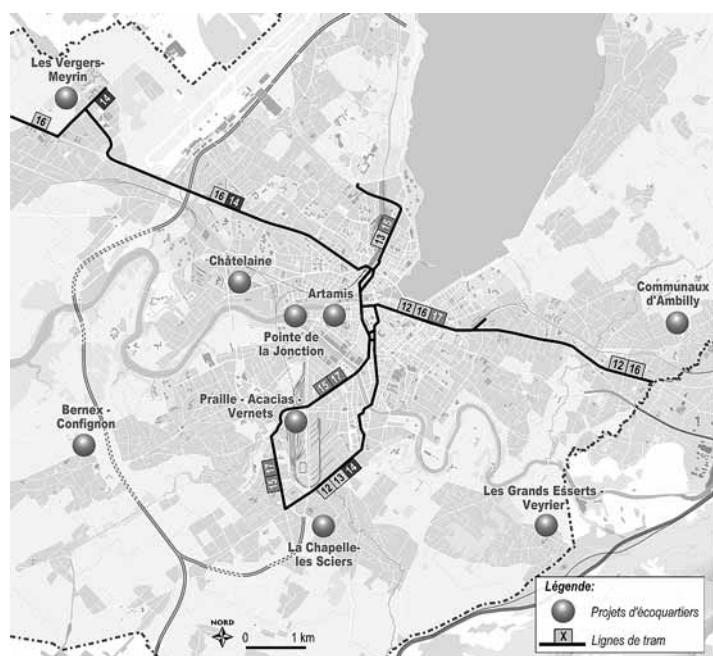 Les Vergers-
Meyrin
14
16
16 14
13 15
Châtelaine
Artamis
Communaux
d'Ambilly
12 16 17
Pointe de
la Jonction
12 16
15 17
Praille - Acacias -
Vernets
Bernex -
Confignon
15 17
12 13 14
Les Grands Esserts -
Veyrier
La Chapelle-
les Sciers
Légende:
Projets d'écoquartiers
X
Lignes de tram
NORD
0 1 km